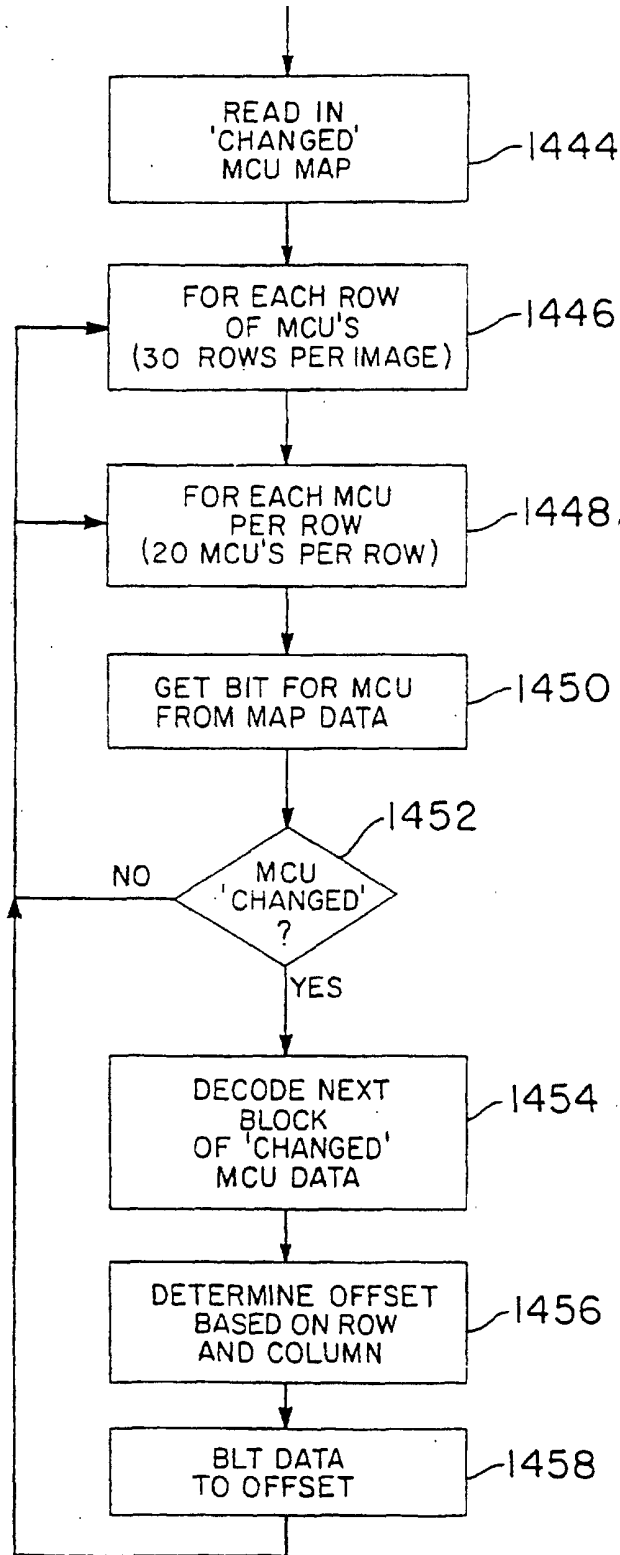 READ IN
'CHANGED'
MCU MAP
1444
FOR EACH ROW
OF MCU'S
(30 ROWS PER IMAGE)
1446
FOR EACH MCU
PER ROW
(20 MCU'S PER ROW)
1448
GET BIT FOR MCU
FROM MAP DATA
1450
1452
NO
MCU
'CHANGED'
?
YES
DECODE NEXT
BLOCK
OF 'CHANGED'
MCU DATA
1454
DETERMINE OFFSET
BASED ON ROW
AND COLUMN
1456
BLT DATA
TO OFFSET
1458